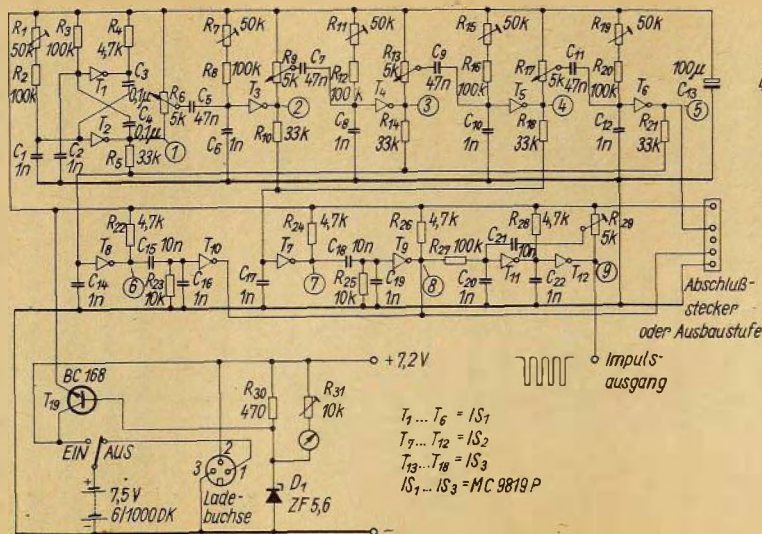 R1 50k
R3 100k
R4 4,7k
R7 50k
R11 50k
R15 50k
R19 50k
R2 100k
T1
C3 0,1µ
R6 5k
C5 47n
R8 100k
T3
R9 5k
C7 47n
R12 100k
T4
R13 5k
C9 47n
R16 100k
T5
R17 5k
C11 47n
R20 100k
T6
100µ
C13
C4 0,1µ
T2
1
2
3
4
5
C1 1n
C2 1n
R5 33k
C6 1n
R10 33k
C8 1n
R14 33k
C10 1n
R18 33k
C12 1n
R21 33k
R22 4,7k
R24 4,7k
R26 4,7k
R28 4,7k
R29 5k
T8
C15 10n
T10
T7
C18 10n
T9
R27 100k
C21 10n
T11
T12
6
7
8
9
C14 1n
R23 10k
C16 1n
C17 1n
R25 10k
C19 1n
C20 1n
C22 1n
Abschluß-
stecker
oder Ausbaustufe
+7,2V
Impuls-
ausgang
BC 168
T19
R30 470
R31 10k
EIN
AUS
2
3
1
Lade-
buchse
D1
ZF 5,6
+
7,5V
6/1000DK
–
–
T1 ... T6 = IS1
T7 ... T12 = IS2
T13 ... T18 = IS3
IS1 ... IS3 = MC 9819 P